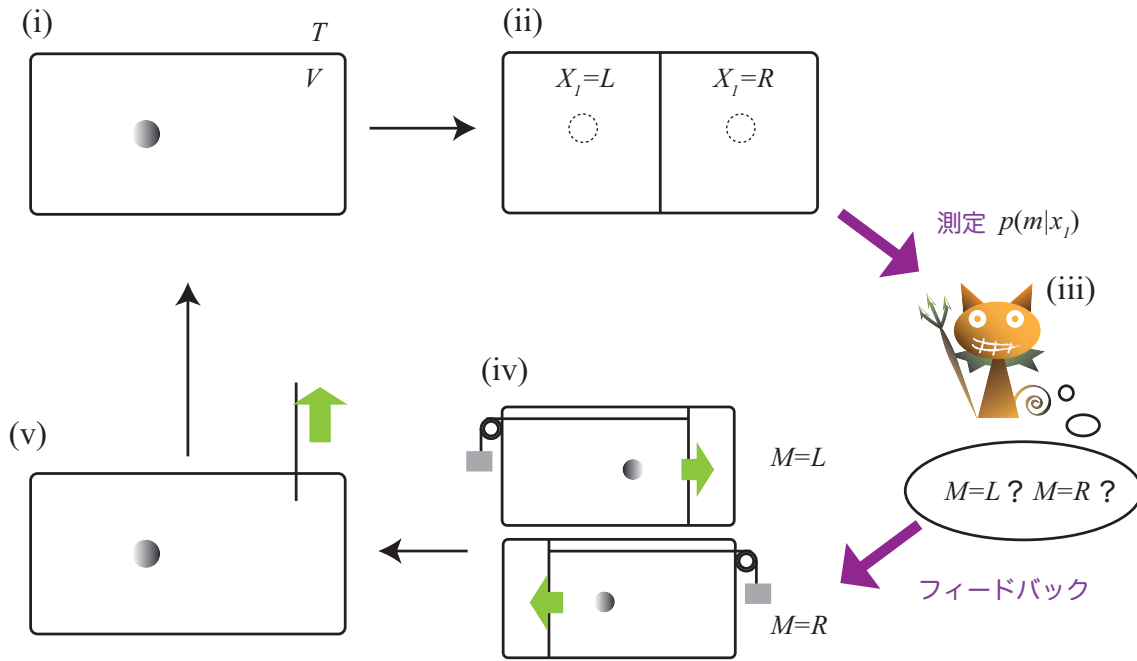 (i)
T
V
(ii)
X₁=L
X₁=R
測定 p(m|x₁)
(iii)
M=L ? M=R ?
フィードバック
(iv)
M=L
M=R
(v)